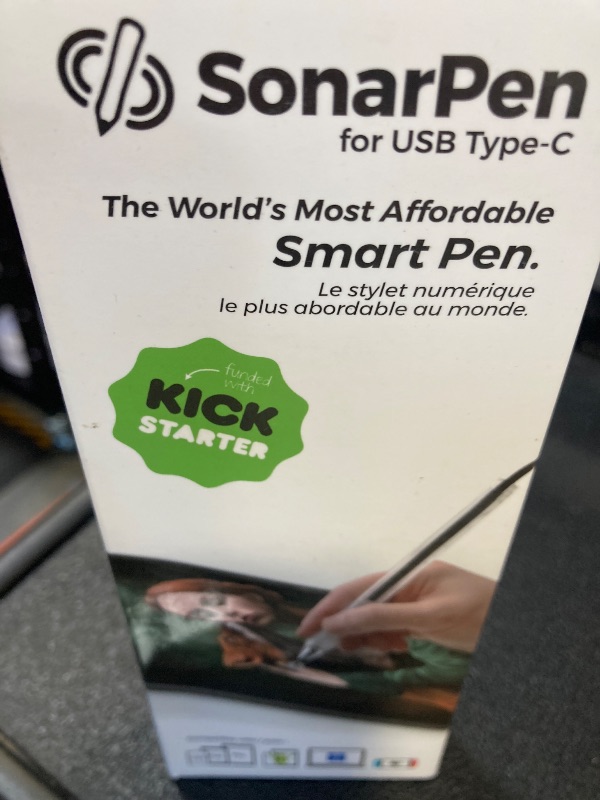 SonarPen
for USB Type-C
The World's Most Affordable
Smart Pen.
Le stylet numérique
le plus abordable au monde.
funded
with
KICK
STARTER